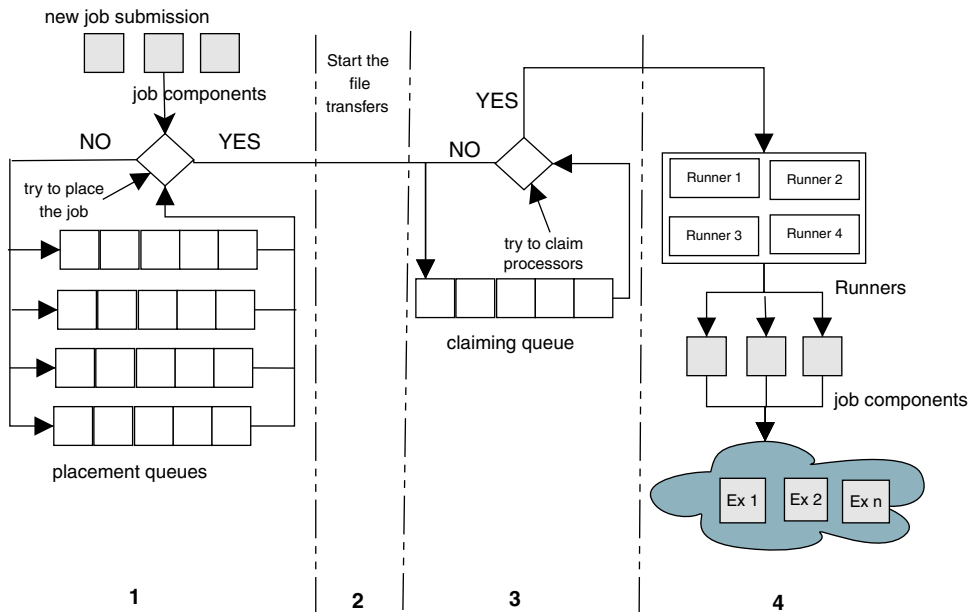 new job submission
job components
NO
YES
try to place
the job
placement queues
1
Start the
file
transfers
2
YES
NO
try to claim
processors
claiming queue
3
Runner 1
Runner 2
Runner 3
Runner 4
Runners
job components
Ex 1
Ex 2
Ex n
4